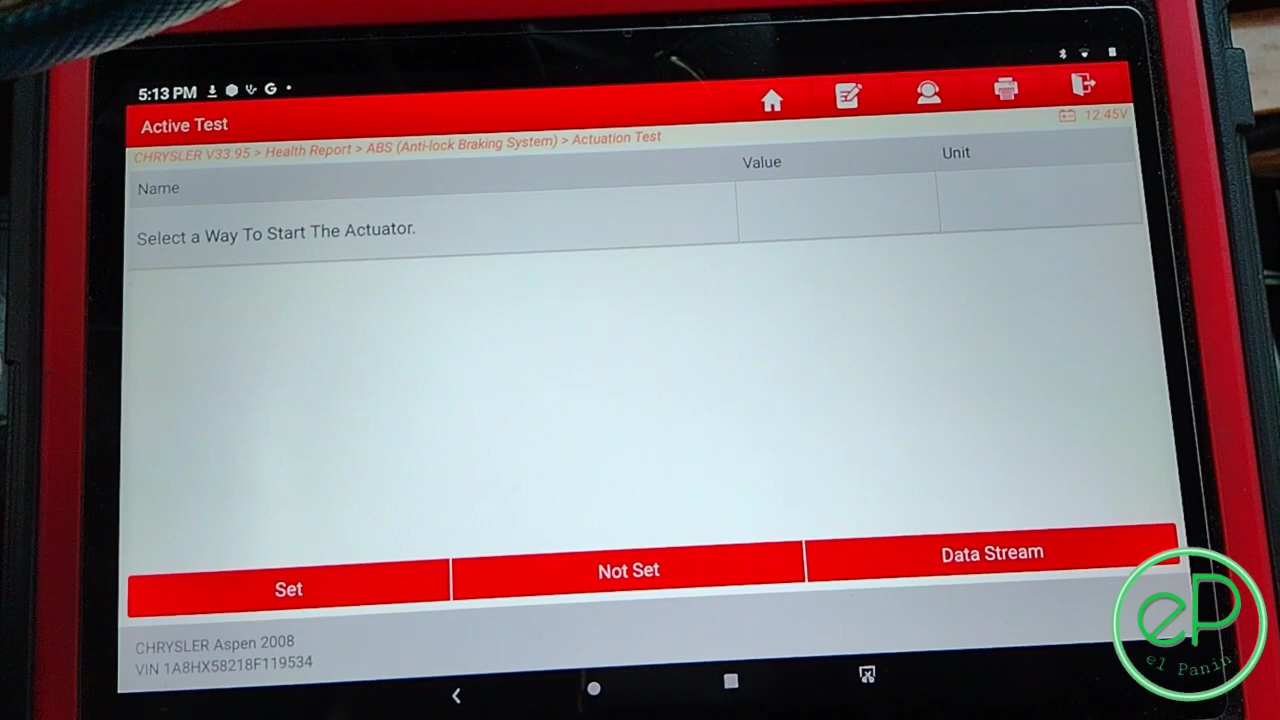 5:13 PM
Active Test
CHRYSLER V33.95 > Health Report > ABS (Anti-lock Braking System) > Actuation Test
12.45V
Name Value Unit
Select a Way To Start The Actuator.
Set Not Set Data Stream
CHRYSLER Aspen 2008
VIN 1A8HX58218F119534
eP
el Panin